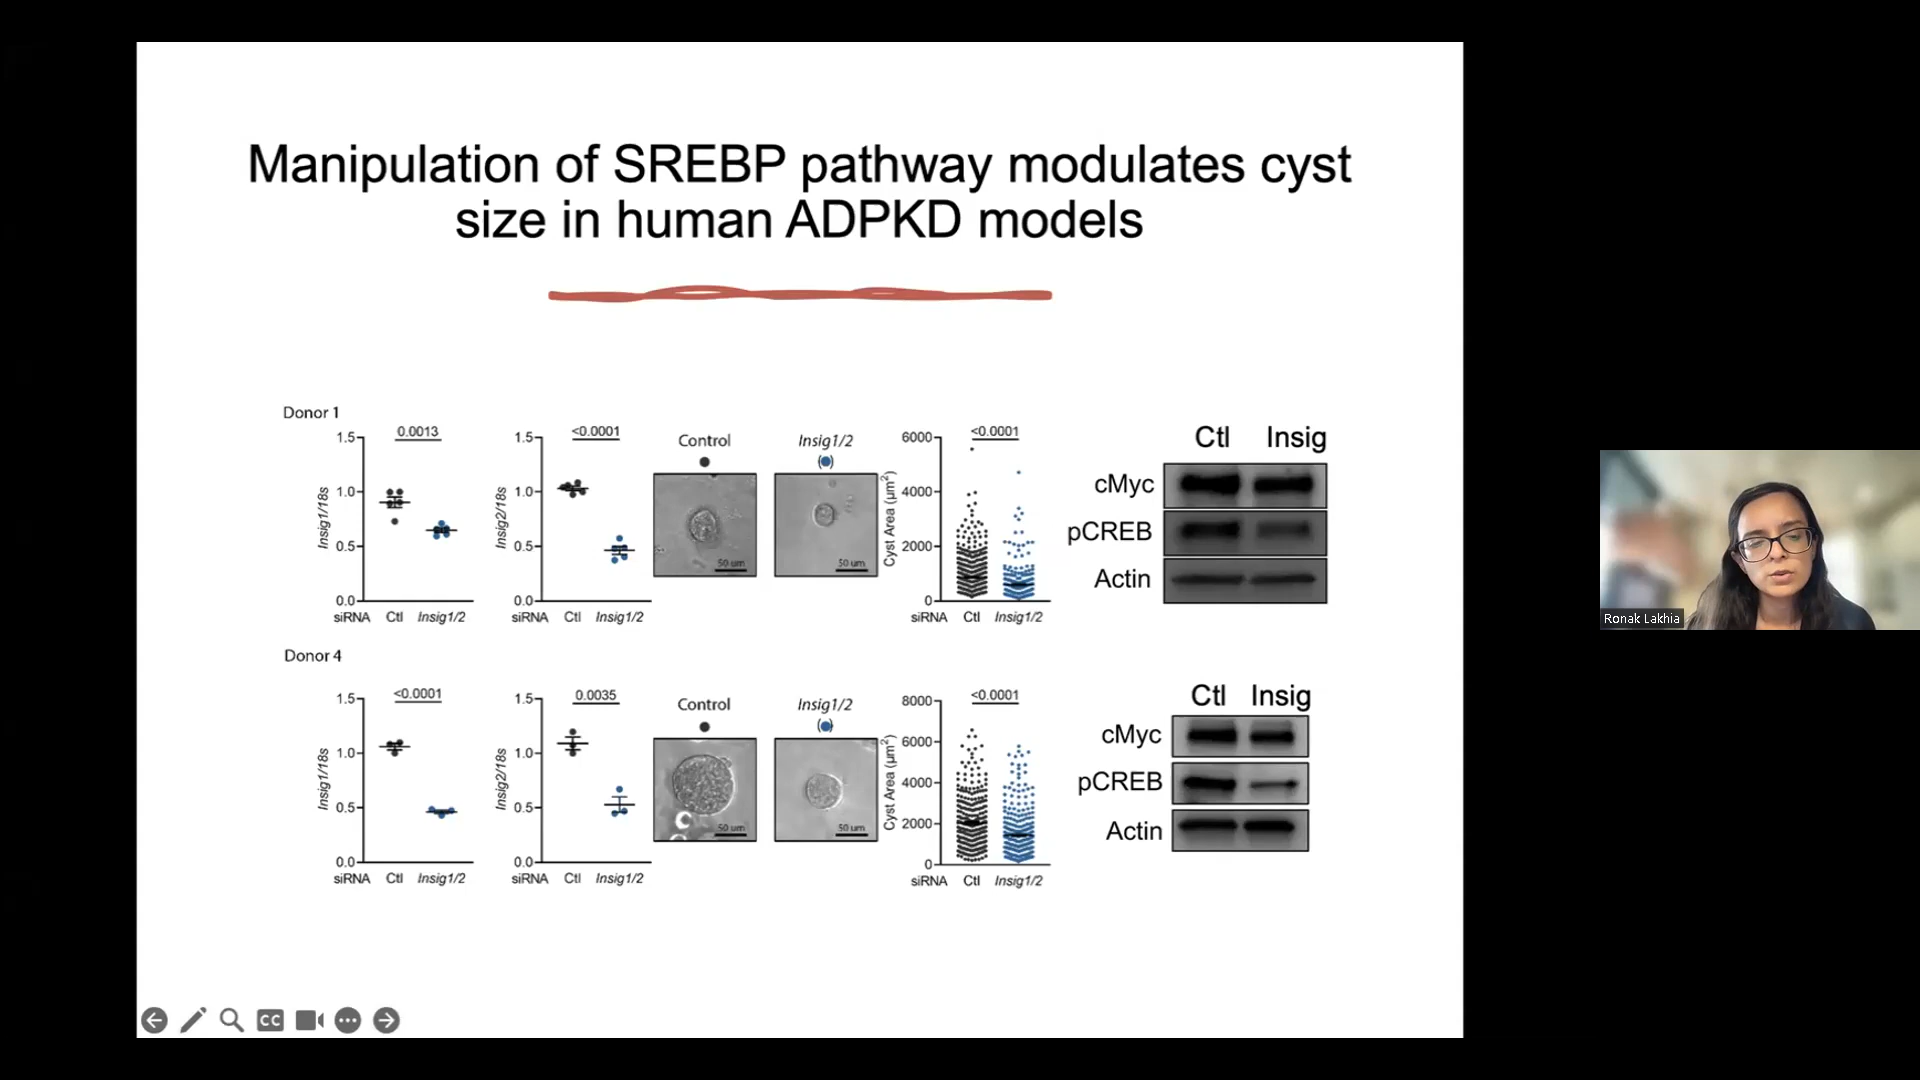 Manipulation of SREBP pathway modulates cyst
size in human ADPKD models
Donor 1
1.5
1.0
0.5
0.0
Insig1/18s
0.0013
siRNA Ctl Insig1/2
1.5
1.0
0.5
0.0
Insig2/18s
<0.0001
siRNA Ctl Insig1/2
Control
50 um
Insig1/2
50 um
6000
4000
2000
0
Cyst Area (µm²)
<0.0001
siRNA Ctl Insig1/2
Ctl Insig
cMyc
pCREB
Actin
Donor 4
1.5
1.0
0.5
0.0
Insig1/18s
<0.0001
siRNA Ctl Insig1/2
1.5
1.0
0.5
0.0
Insig2/18s
0.0035
siRNA Ctl Insig1/2
Control
50 um
Insig1/2
50 um
8000
6000
4000
2000
0
Cyst Area (µm²)
<0.0001
siRNA Ctl Insig1/2
Ctl Insig
cMyc
pCREB
Actin
CC
Ronak Lakhia